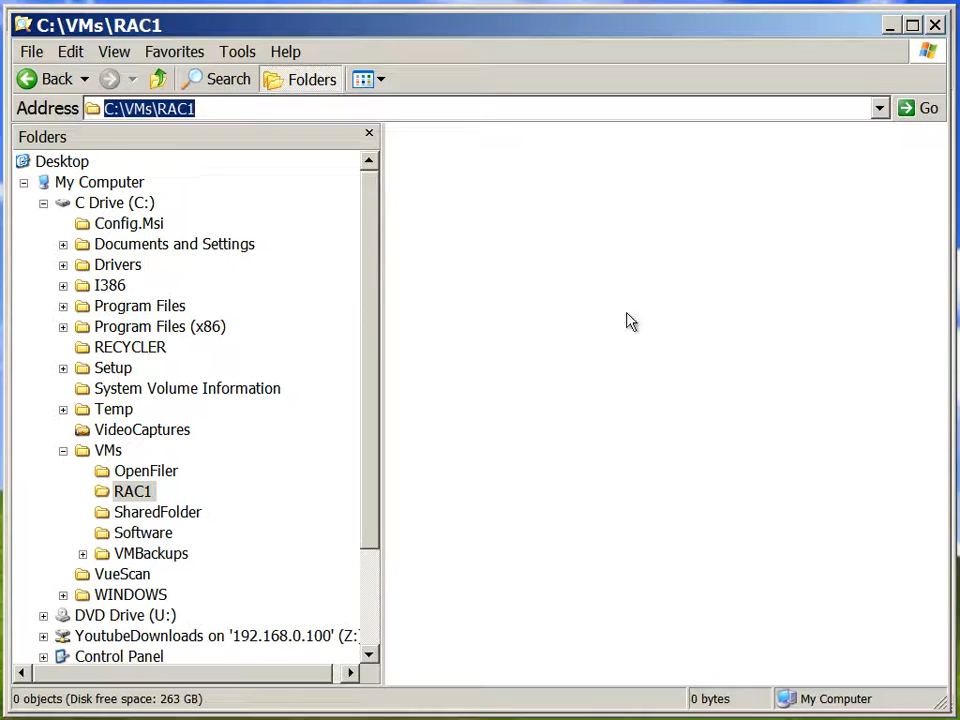 C:\VMs\RAC1
File Edit View Favorites Tools Help
Back Search Folders
Address C:\VMs\RAC1 Go
Folders
Desktop
My Computer
C Drive (C:)
Config.Msi
Documents and Settings
Drivers
I386
Program Files
Program Files (x86)
RECYCLER
Setup
System Volume Information
Temp
VideoCaptures
VMs
OpenFiler
RAC1
SharedFolder
Software
VMBackups
VueScan
WINDOWS
DVD Drive (U:)
YoutubeDownloads on '192.168.0.100' (Z:
Control Panel
0 objects (Disk free space: 263 GB) 0 bytes My Computer